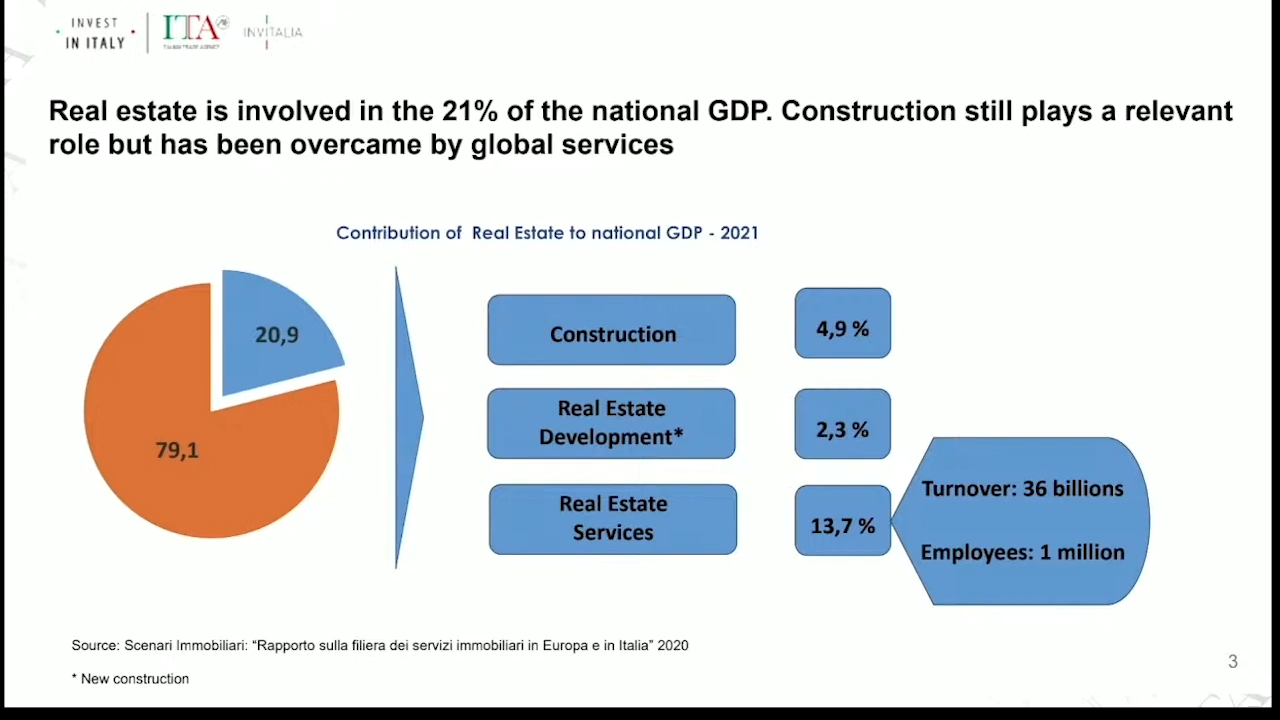 INVEST
IN ITALY
ITA
ITALIAN TRADE AGENCY
INVITALIA
Real estate is involved in the 21% of the national GDP. Construction still plays a relevant
role but has been overcame by global services
Contribution of Real Estate to national GDP - 2021
20,9
79,1
Construction
4,9 %
Real Estate
Development*
2,3 %
Real Estate
Services
13,7 %
Turnover: 36 billions
Employees: 1 million
Source: Scenari Immobiliari: “Rapporto sulla filiera dei servizi immobiliari in Europa e in Italia” 2020
* New construction
3